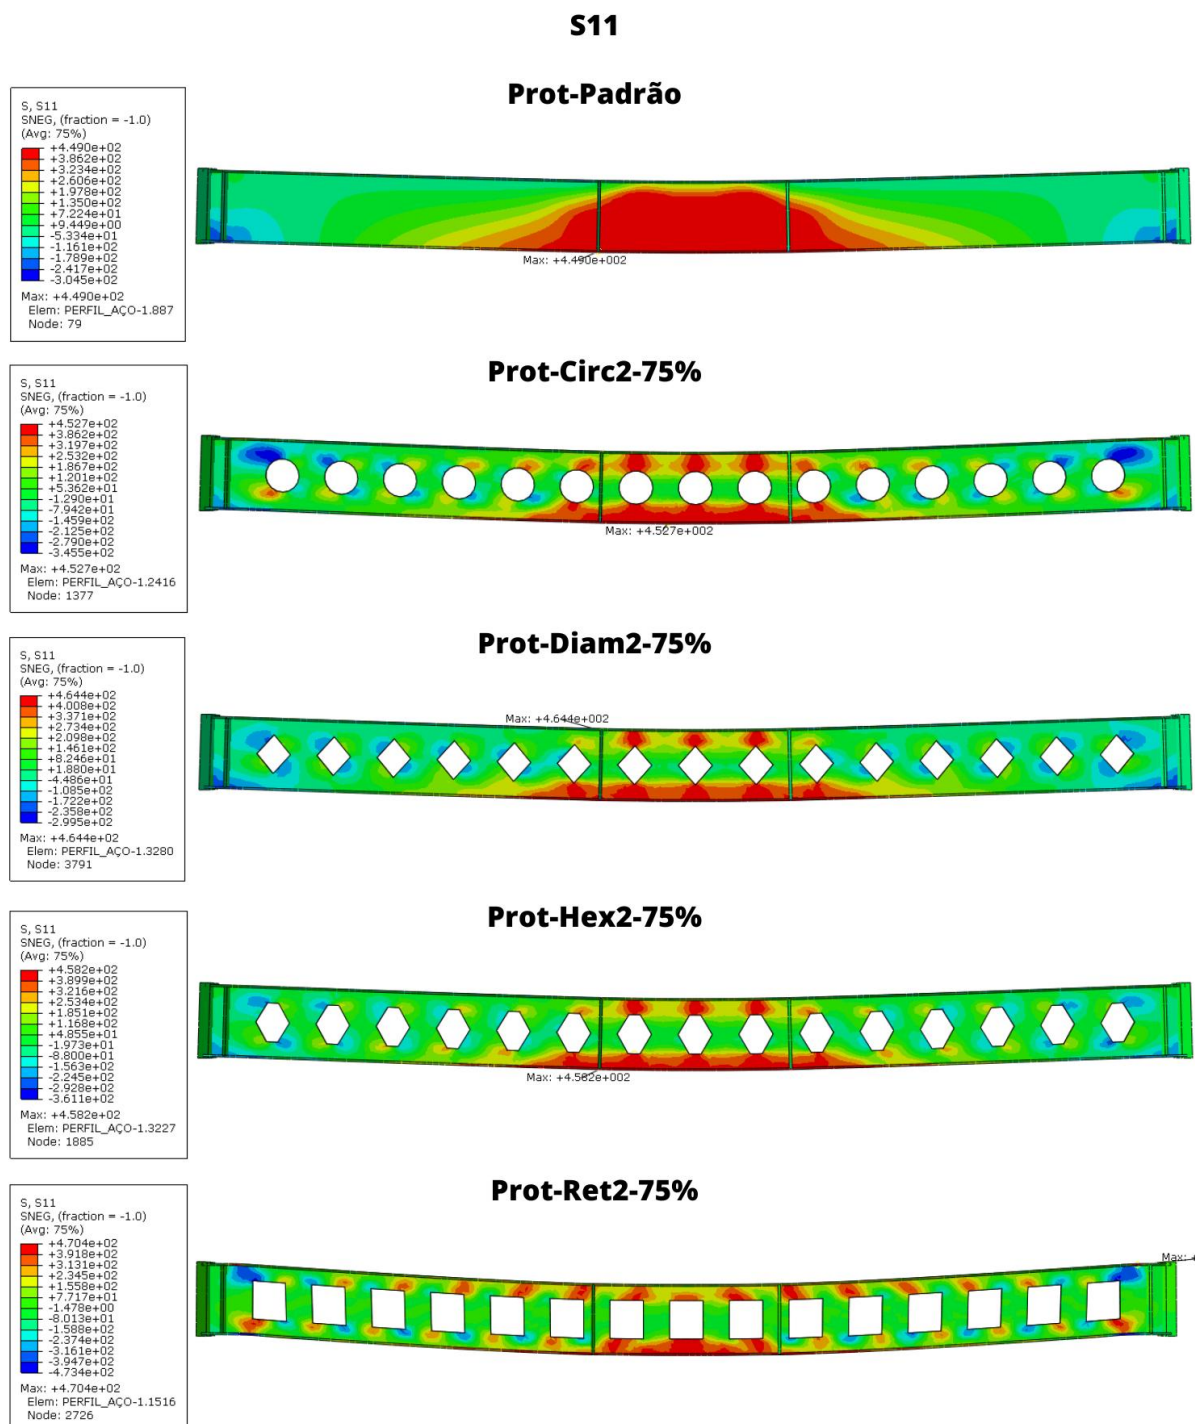 S11
Prot-Padrão
S, S11
SNEG, (fraction = -1.0)
(Avg: 75%)
+4.490e+02
+3.862e+02
+3.234e+02
+2.606e+02
+1.978e+02
+1.350e+02
+7.224e+01
+9.449e+00
-5.334e+01
-1.161e+02
-1.789e+02
-2.417e+02
-3.045e+02
Max: +4.490e+02
Elem: PERFIL_AÇO-1.887
Node: 79
Max: +4.490e+002
Prot-Circ2-75%
S, S11
SNEG, (fraction = -1.0)
(Avg: 75%)
+4.527e+02
+3.862e+02
+3.197e+02
+2.532e+02
+1.867e+02
+1.201e+02
+5.362e+01
-1.290e+01
-7.942e+01
-1.459e+02
-2.125e+02
-2.790e+02
-3.455e+02
Max: +4.527e+02
Elem: PERFIL_AÇO-1.2416
Node: 1377
Max: +4.527e+002
Prot-Diam2-75%
S, S11
SNEG, (fraction = -1.0)
(Avg: 75%)
+4.644e+02
+4.008e+02
+3.371e+02
+2.734e+02
+2.098e+02
+1.461e+02
+8.246e+01
+1.880e+01
-4.486e+01
-1.085e+02
-1.722e+02
-2.358e+02
-2.995e+02
Max: +4.644e+02
Elem: PERFIL_AÇO-1.3280
Node: 3791
Max: +4.644e+002
Prot-Hex2-75%
S, S11
SNEG, (fraction = -1.0)
(Avg: 75%)
+4.582e+02
+3.899e+02
+3.216e+02
+2.534e+02
+1.851e+02
+1.168e+02
+4.855e+01
-1.973e+01
-8.800e+01
-1.563e+02
-2.245e+02
-2.928e+02
-3.611e+02
Max: +4.582e+02
Elem: PERFIL_AÇO-1.3227
Node: 1885
Max: +4.582e+002
Prot-Ret2-75%
S, S11
SNEG, (fraction = -1.0)
(Avg: 75%)
+4.704e+02
+3.918e+02
+3.131e+02
+2.345e+02
+1.558e+02
+7.717e+01
-1.478e+00
-8.013e+01
-1.588e+02
-2.374e+02
-3.161e+02
-3.947e+02
-4.734e+02
Max: +4.704e+02
Elem: PERFIL_AÇO-1.1516
Node: 2726
Max: